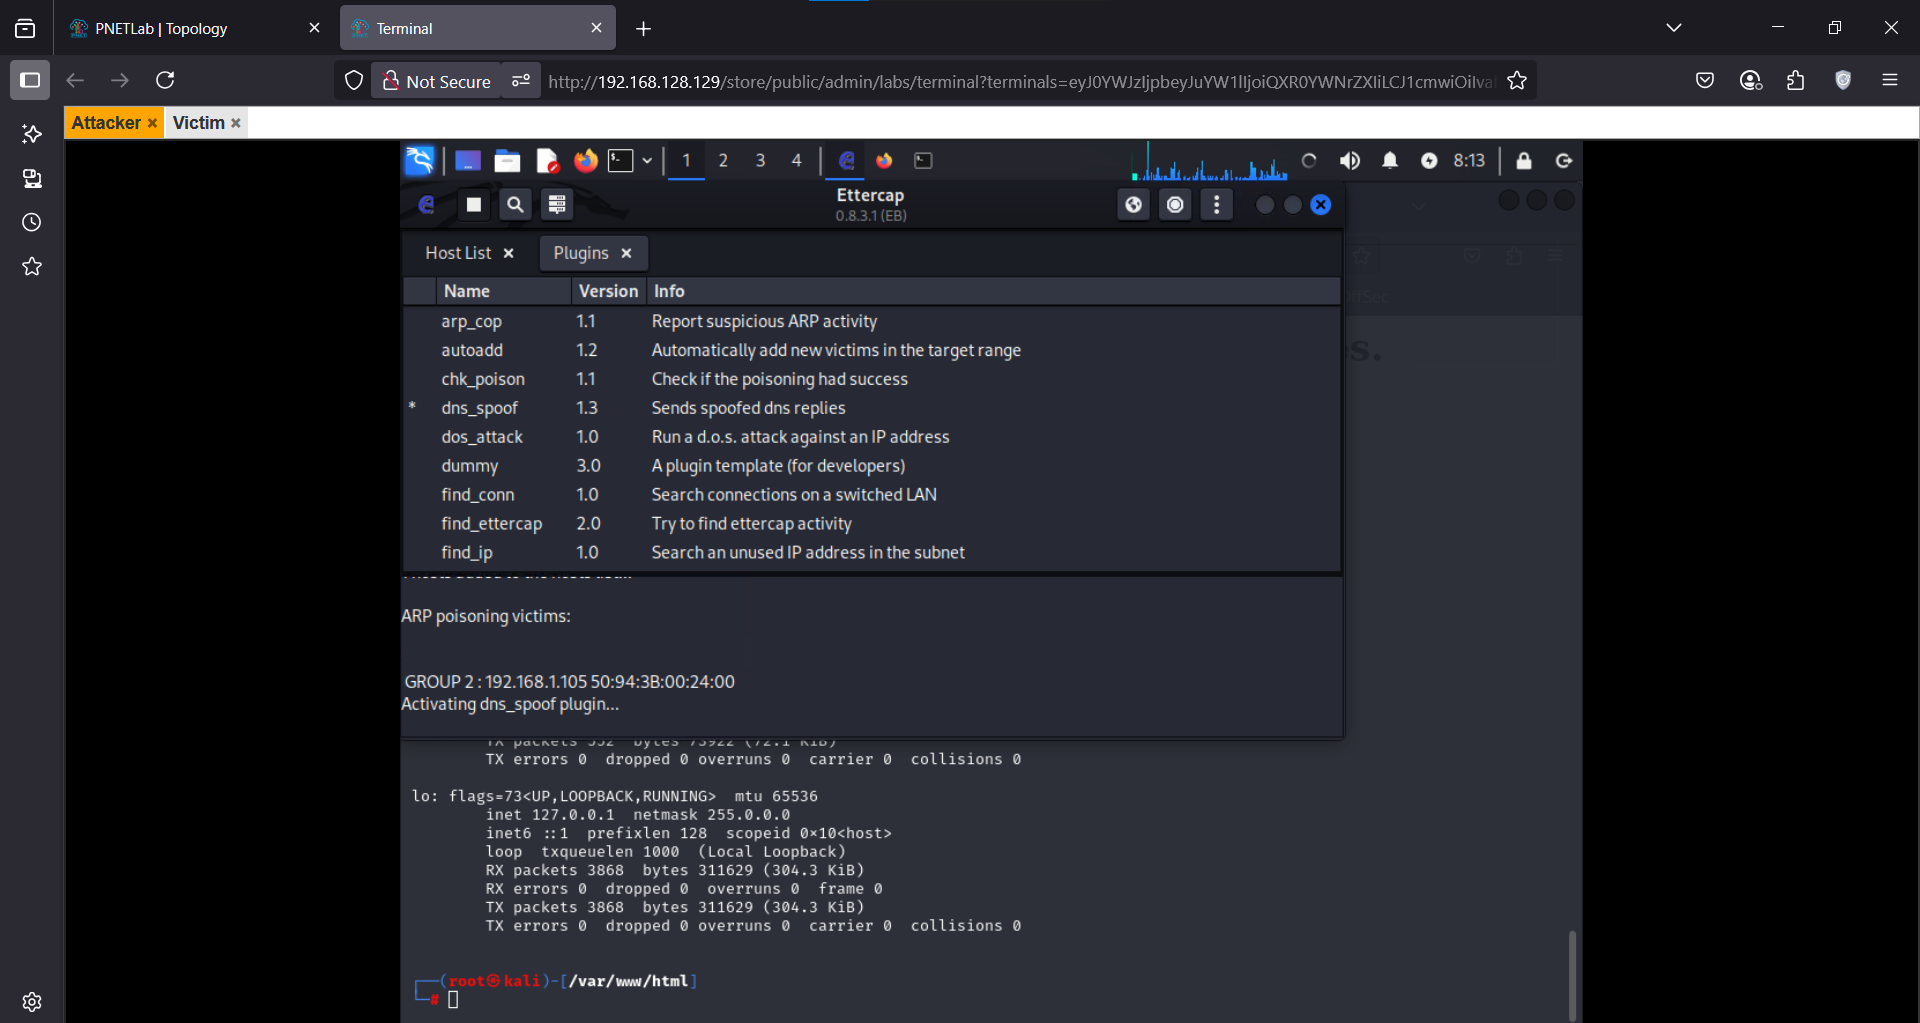 PNETLab | Topology
Terminal
Not Secure
http://192.168.128.129/store/public/admin/labs/terminal?terminals=eyJ0YWJzIjpbeyJuYW1lIjoiQXR0YWNrZXIiLCJ1cmwiOiIva
Attacker ×
Victim ×
1 2 3 4
8:13
Ettercap
0.8.3.1 (EB)
Host List ×
Plugins ×
Name Version Info
arp_cop 1.1 Report suspicious ARP activity
autoadd 1.2 Automatically add new victims in the target range
chk_poison 1.1 Check if the poisoning had success
* dns_spoof 1.3 Sends spoofed dns replies
dos_attack 1.0 Run a d.o.s. attack against an IP address
dummy 3.0 A plugin template (for developers)
find_conn 1.0 Search connections on a switched LAN
find_ettercap 2.0 Try to find ettercap activity
find_ip 1.0 Search an unused IP address in the subnet
ARP poisoning victims:
GROUP 2 : 192.168.1.105 50:94:3B:00:24:00
Activating dns_spoof plugin...
TX packets 552 bytes 73922 (72.1 KiB)
TX errors 0 dropped 0 overruns 0 carrier 0 collisions 0
lo: flags=73<UP,LOOPBACK,RUNNING> mtu 65536
inet 127.0.0.1 netmask 255.0.0.0
inet6 ::1 prefixlen 128 scopeid 0×10<host>
loop txqueuelen 1000 (Local Loopback)
RX packets 3868 bytes 311629 (304.3 KiB)
RX errors 0 dropped 0 overruns 0 frame 0
TX packets 3868 bytes 311629 (304.3 KiB)
TX errors 0 dropped 0 overruns 0 carrier 0 collisions 0
(root㉿kali)-[/var/www/html]
#